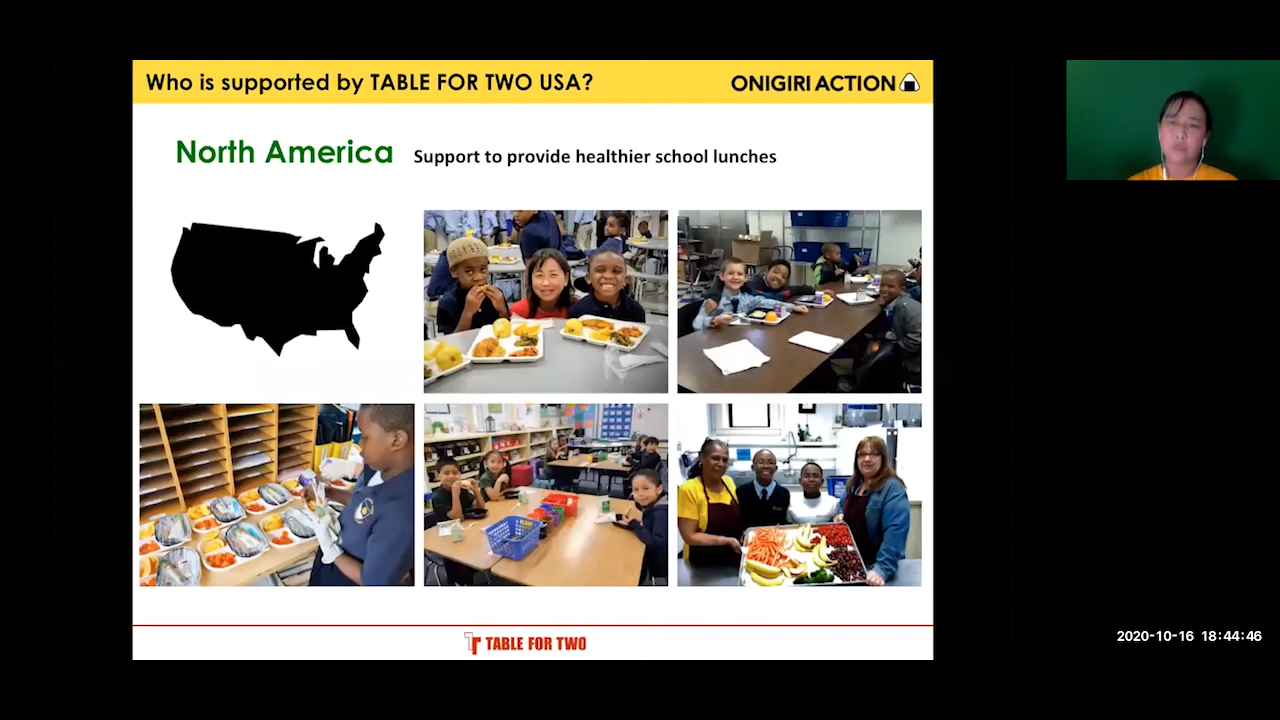 Who is supported by TABLE FOR TWO USA?
ONIGIRI ACTION
North America
Support to provide healthier school lunches
TABLE FOR TWO
2020-10-16 18:44:46